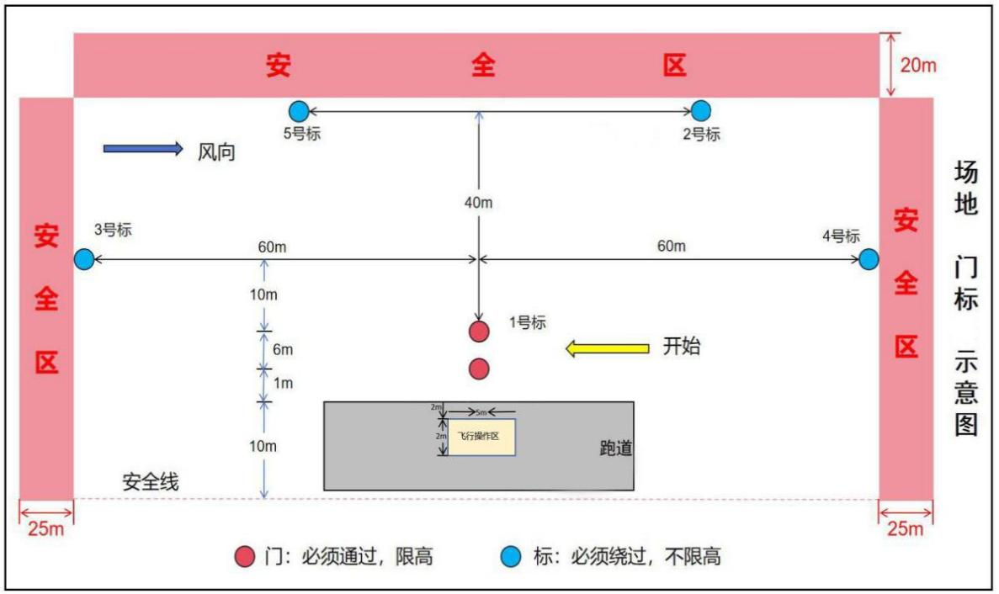 安 全 区
20m
5号标
2号标
风向
40m
安全区
3号标
60m
60m
4号标
安全区
场地 门标 示意图
10m
1号标
6m
开始
1m
2m
5m
2m
飞行操作区
10m
跑道
安全线
25m
25m
门：必须通过，限高
标：必须绕过，不限高